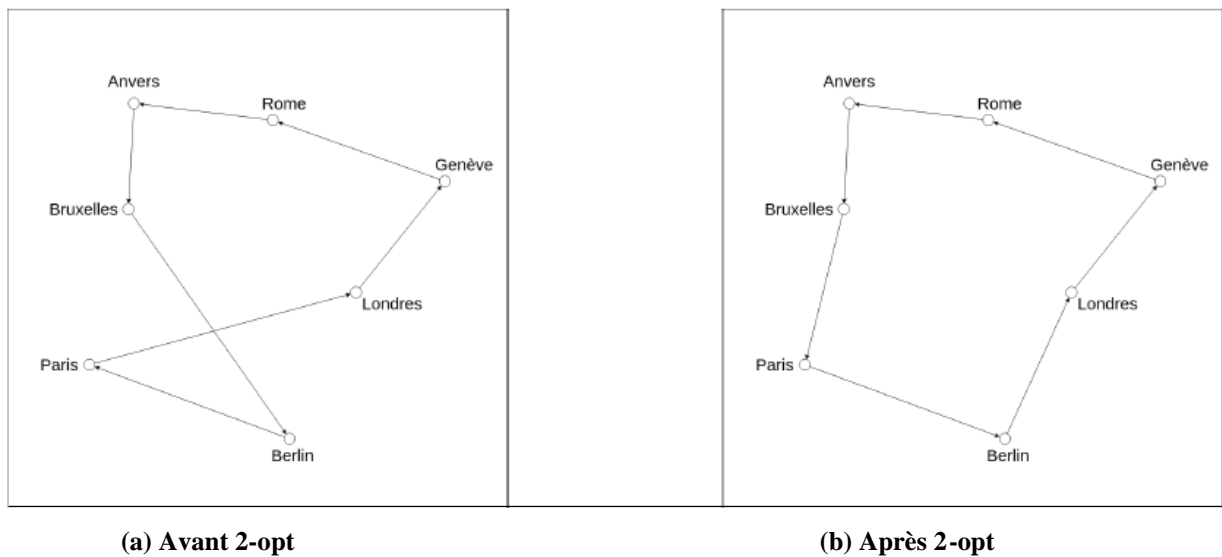 Anvers
Rome
Genève
Bruxelles
Londres
Paris
Berlin
Anvers
Rome
Genève
Bruxelles
Londres
Paris
Berlin
(a) Avant 2-opt
(b) Après 2-opt